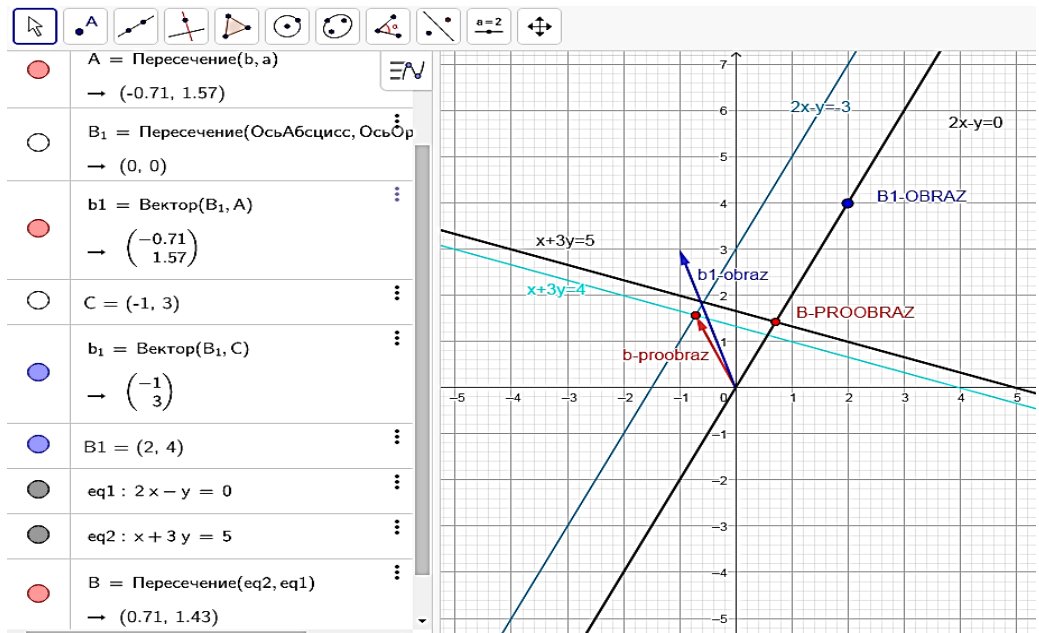 A
a=2
A = Пересечение(b, a)
→ (-0.71, 1.57)
B₁ = Пересечение(ОсьАбсцисс, ОсьОр
→ (0, 0)
b1 = Вектор(B₁, A)
→ (−0.71
1.57)
C = (-1, 3)
b₁ = Вектор(B₁, C)
→ (−1
3)
B1 = (2, 4)
eq1 : 2 x − y = 0
eq2 : x + 3 y = 5
B = Пересечение(eq2, eq1)
→ (0.71, 1.43)
7
2x-y=-3
6
2x-y=0
5
B1-OBRAZ
4
x+3y=5
3
b1-obraz
x+3y=4
2
B-PROOBRAZ
1
b-proobraz
−5 −4 −3 −2 −1 0 1 2 3 4 5
−1
−2
−3
−4
−5